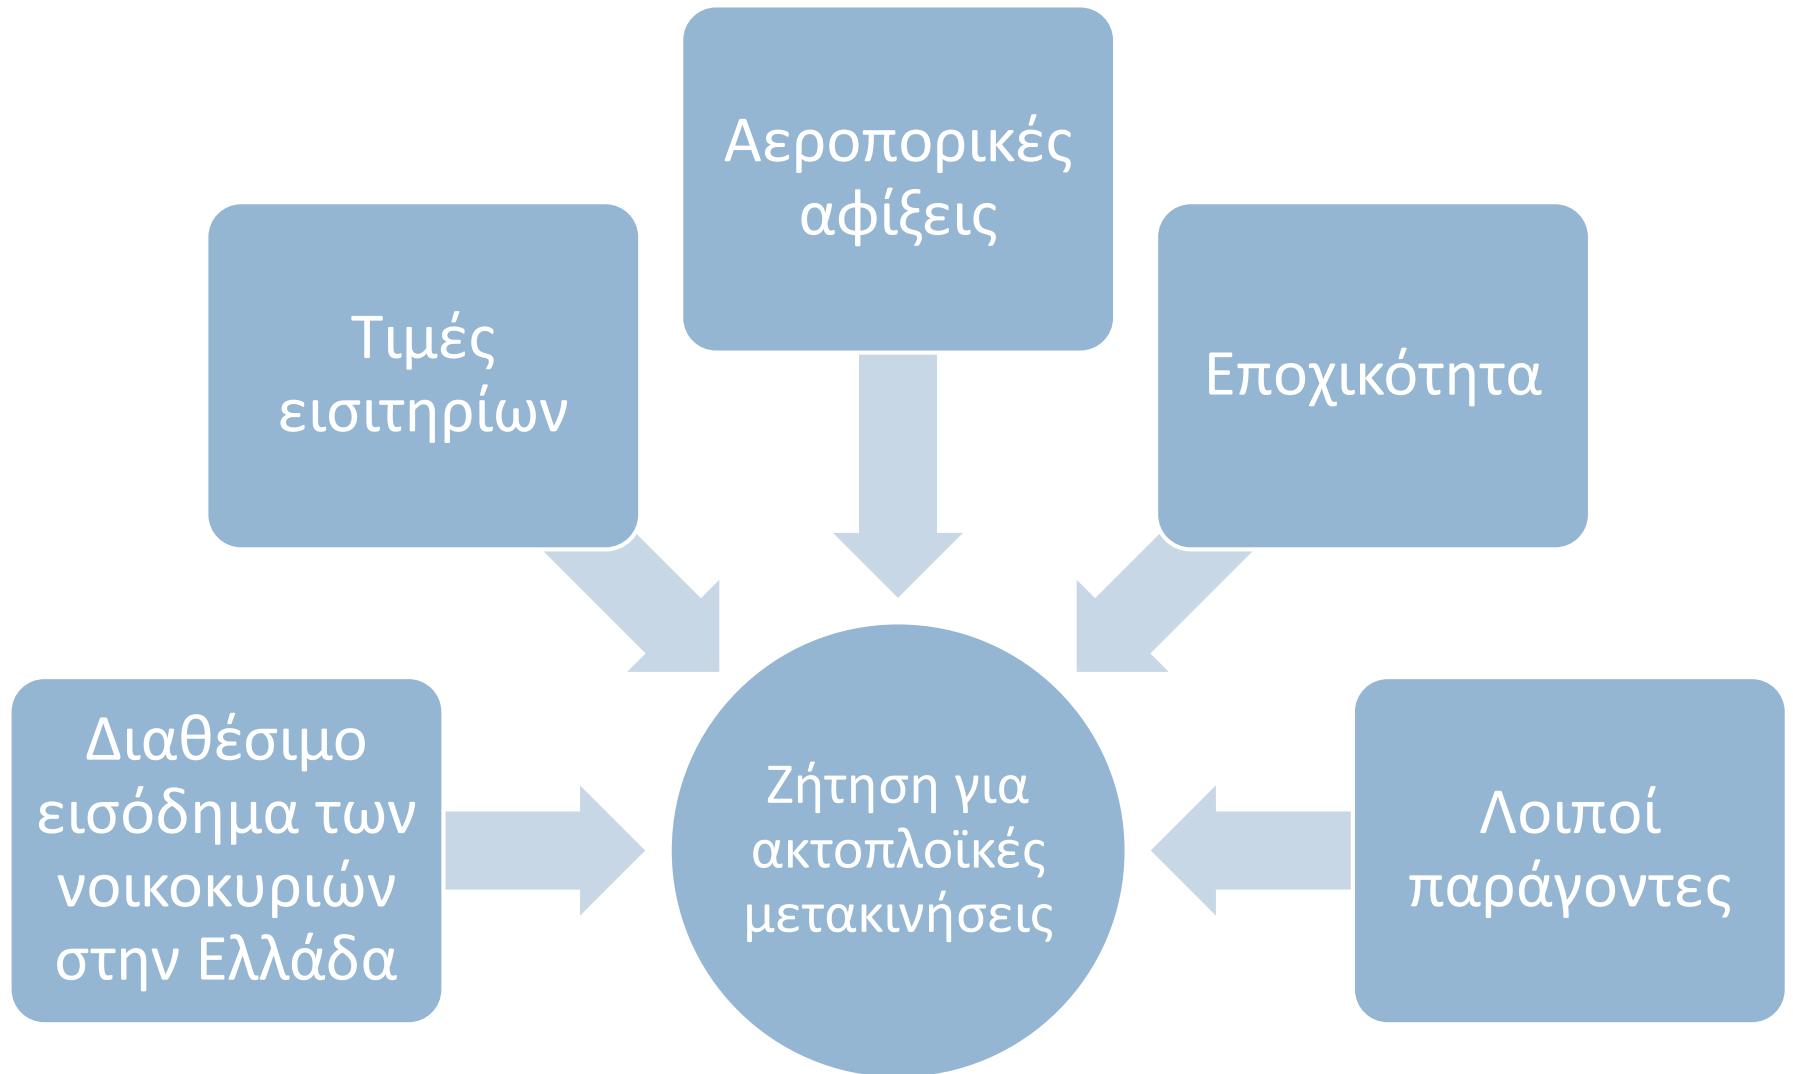 Αεροπορικές
αφίξεις
Τιμές
εισιτηρίων
Εποχικότητα
Διαθέσιμο
εισόδημα των
νοικοκυριών
στην Ελλάδα
Ζήτηση για
ακτοπλοϊκές
μετακινήσεις
Λοιποί
παράγοντες